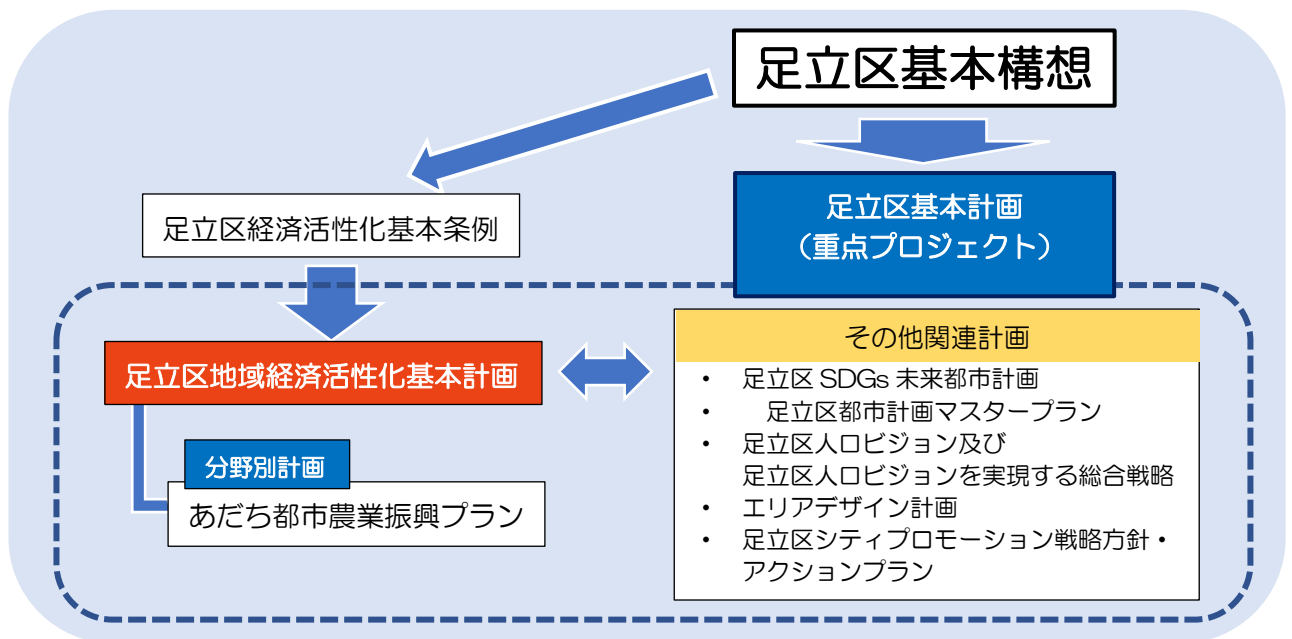 足立区基本構想
足立区経済活性化基本条例
足立区基本計画
（重点プロジェクト）
足立区地域経済活性化基本計画
分野別計画
あだち都市農業振興プラン
その他関連計画
・ 足立区 SDGs 未来都市計画
・ 足立区都市計画マスタープラン
・ 足立区人口ビジョン及び
足立区人口ビジョンを実現する総合戦略
・ エリアデザイン計画
・ 足立区シティプロモーション戦略方針・
アクションプラン